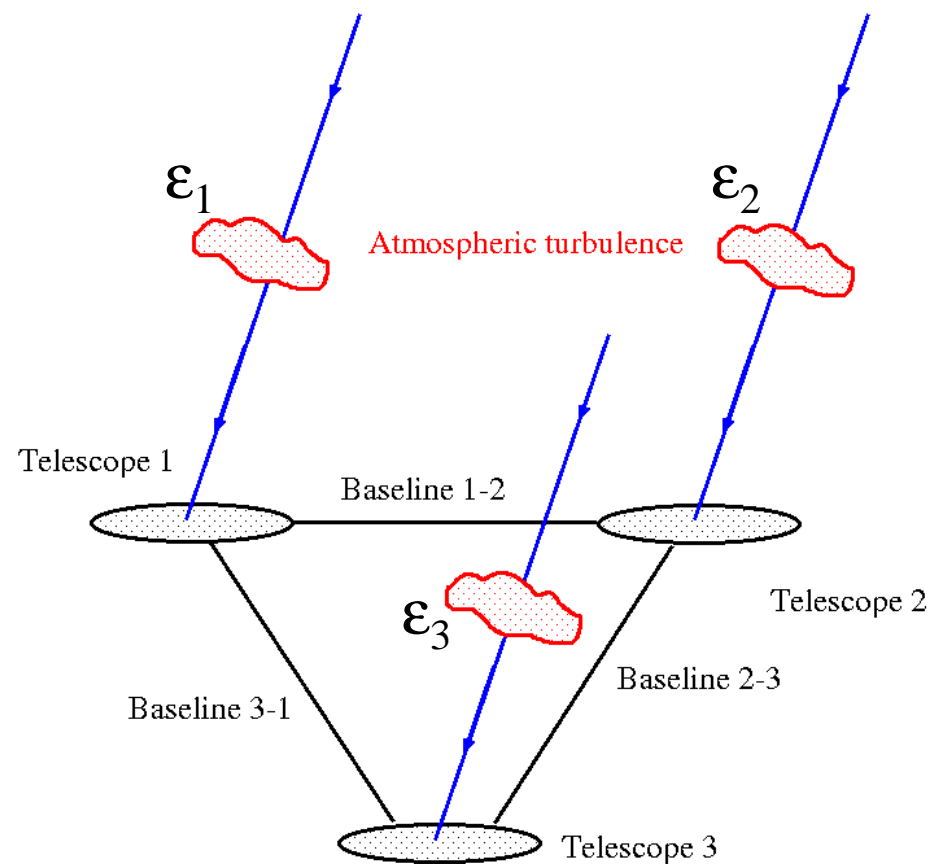 ε1
ε2
Atmospheric turbulence
Telescope 1
Baseline 1-2
Telescope 2
ε3
Baseline 2-3
Baseline 3-1
Telescope 3